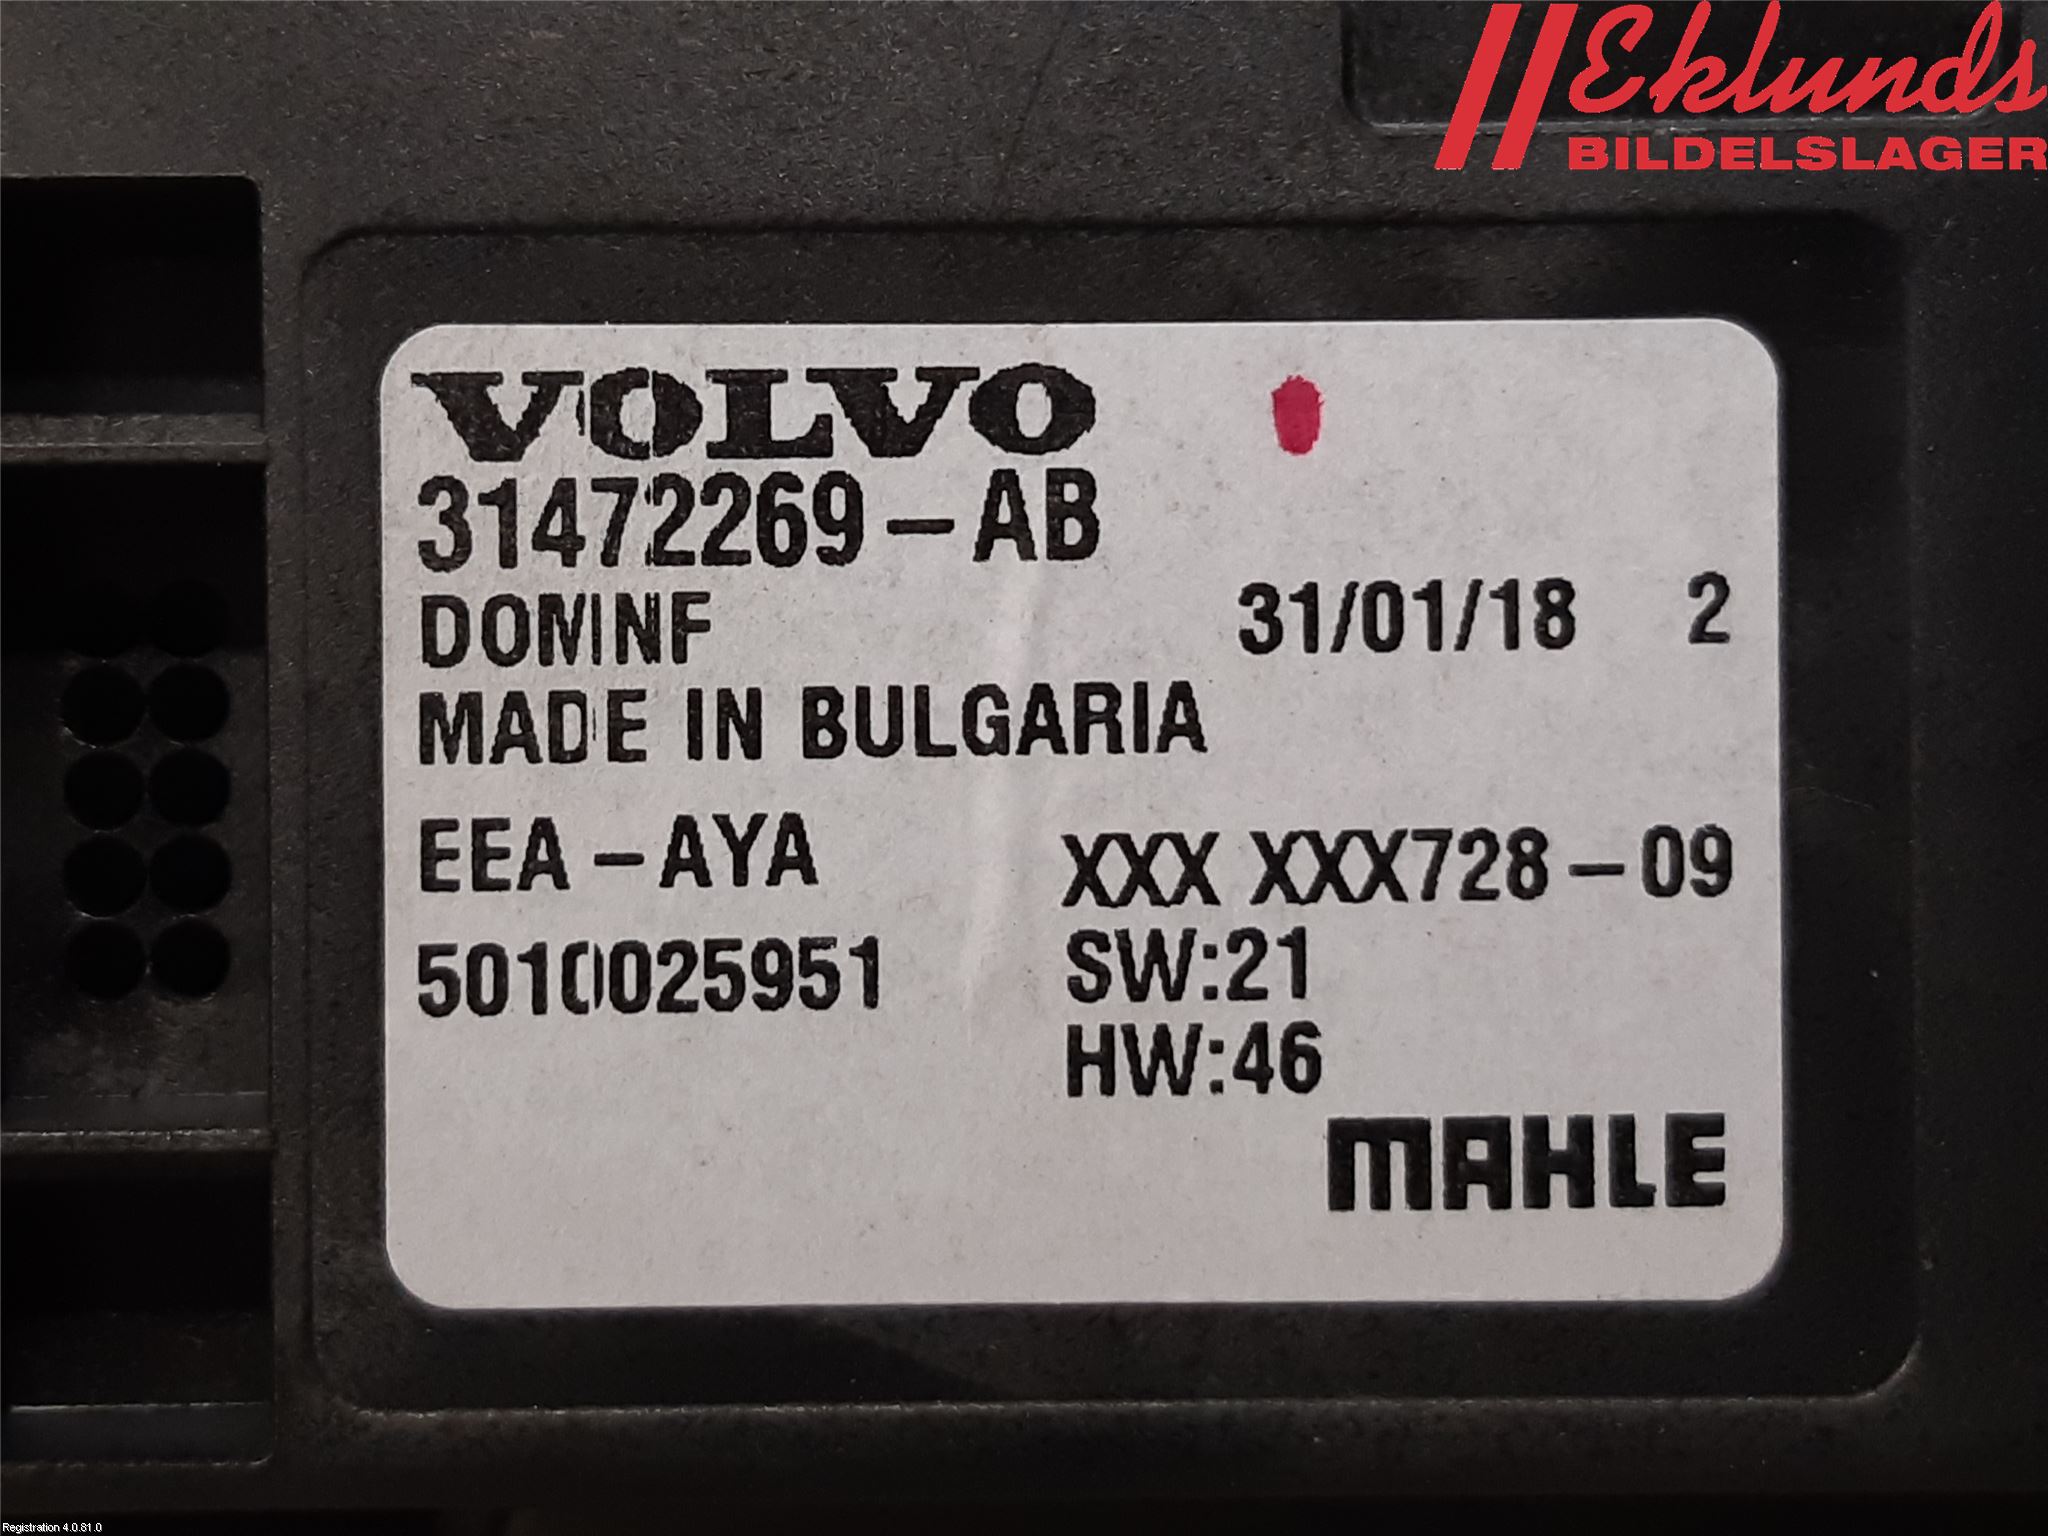 Eklunds
BILDELSLAGER
VOLVO
31472269-AB
DOMINF 31/01/18 2
MADE IN BULGARIA
EEA-AYA XXX XXX728-09
5010025951 SW:21
HW:46
MAHLE
Registration 4.0.81.0